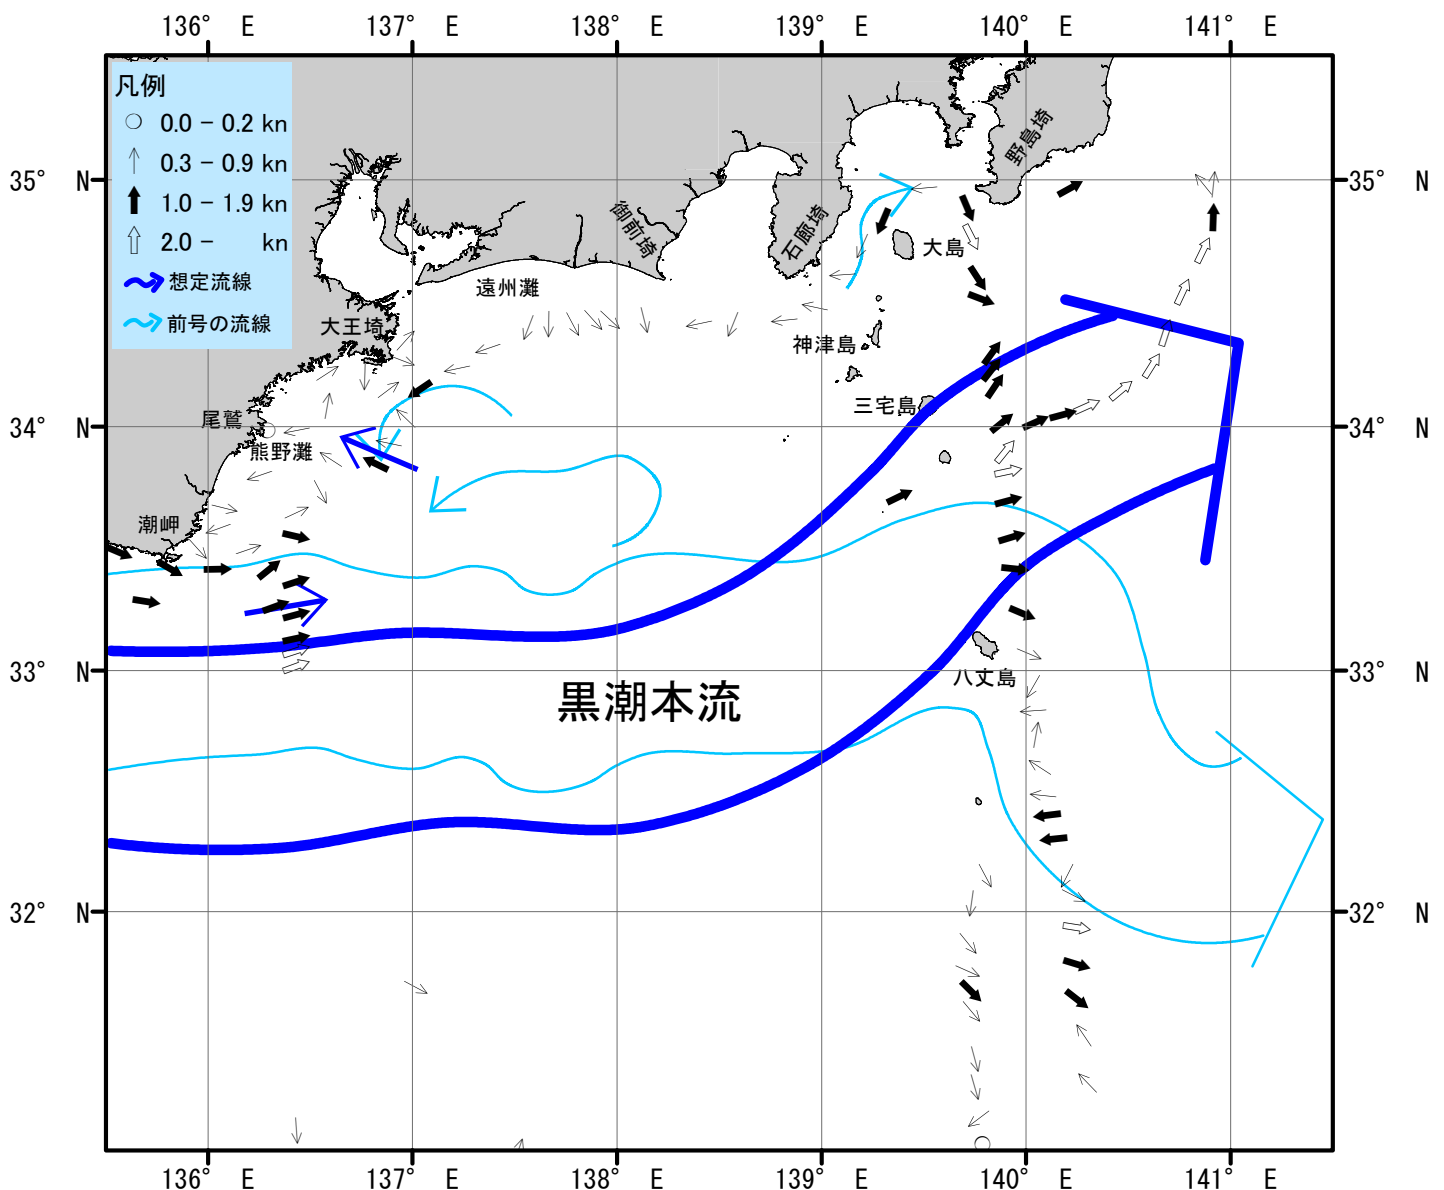 136° E 137° E 138° E 139° E 140° E 141° E
凡例
0.0 - 0.2 kn
0.3 - 0.9 kn
1.0 - 1.9 kn
2.0 - kn
想定流線
前号の流線
35° N
35° N
野島埼
御前埼
石廊埼
大島
遠州灘
大王埼
神津島
三宅島
尾鷲
34° N
34° N
熊野灘
潮岬
33° N
33° N
八丈島
黒潮本流
32° N
32° N
136° E 137° E 138° E 139° E 140° E 141° E